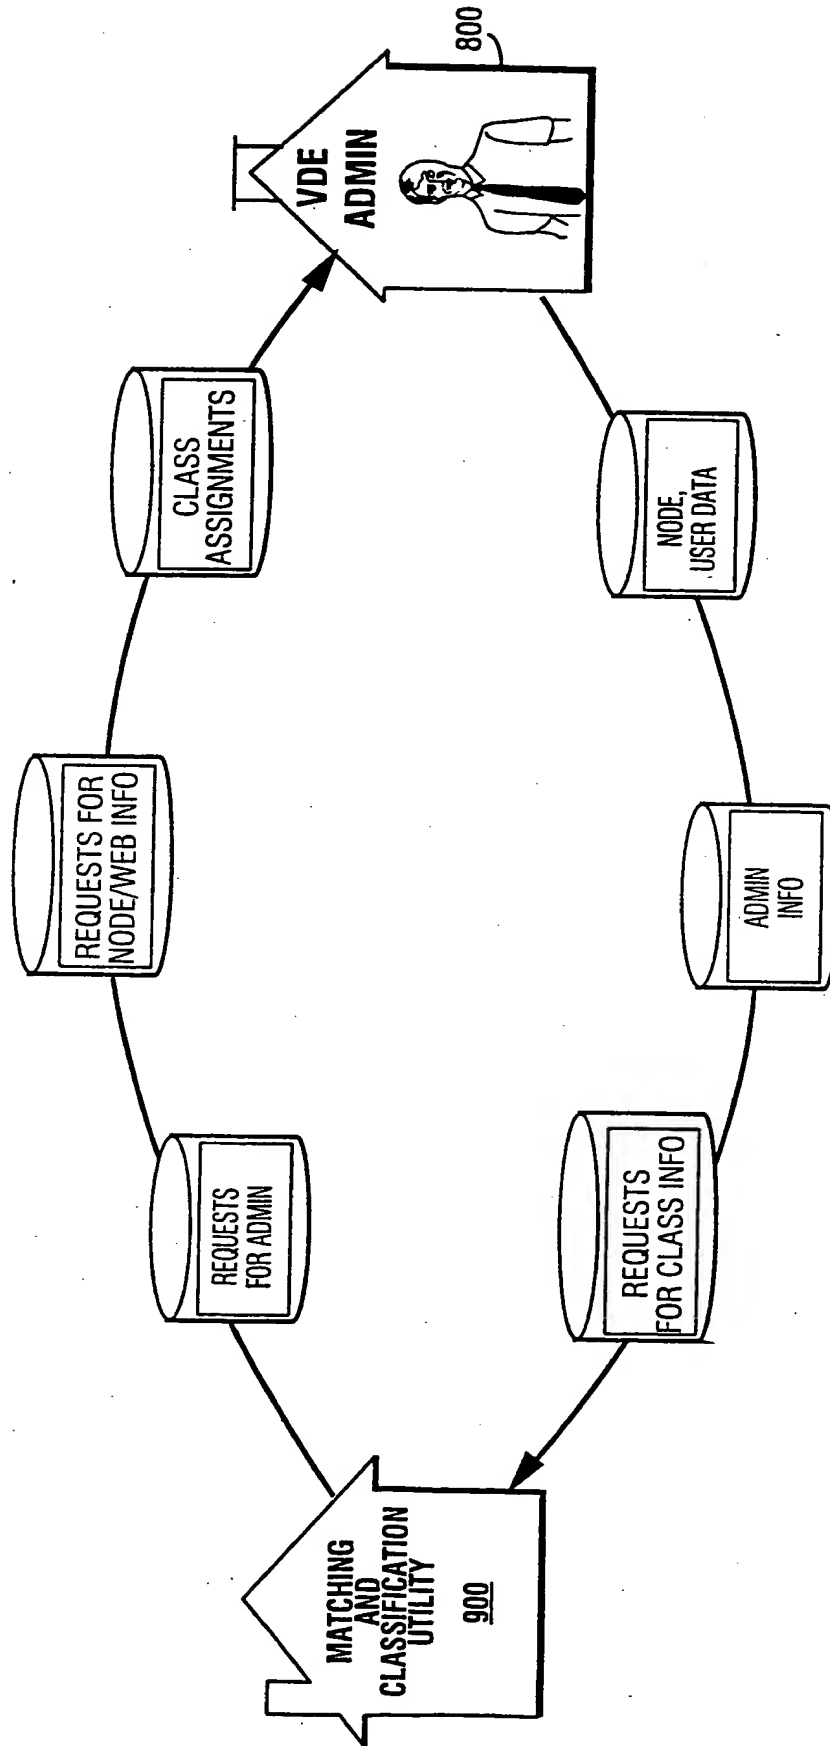 MATCHING
AND
CLASSIFICATION
UTILITY
900
REQUESTS
FOR ADMIN
REQUESTS FOR
NODE/WEB INFO
CLASS
ASSIGNMENTS
VDE
ADMIN
800
REQUESTS
FOR CLASS INFO
ADMIN
INFO
NODE,
USER DATA